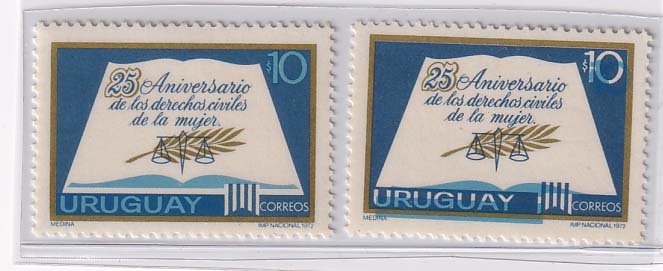 $10
25 Aniversario
de los derechos civiles
de la mujer.
URUGUAY CORREOS
MEDINA IMP. NACIONAL 1972
$10
25 Aniversario
de los derechos civiles
de la mujer.
URUGUAY CORREOS
MEDINA IMP. NACIONAL 1972